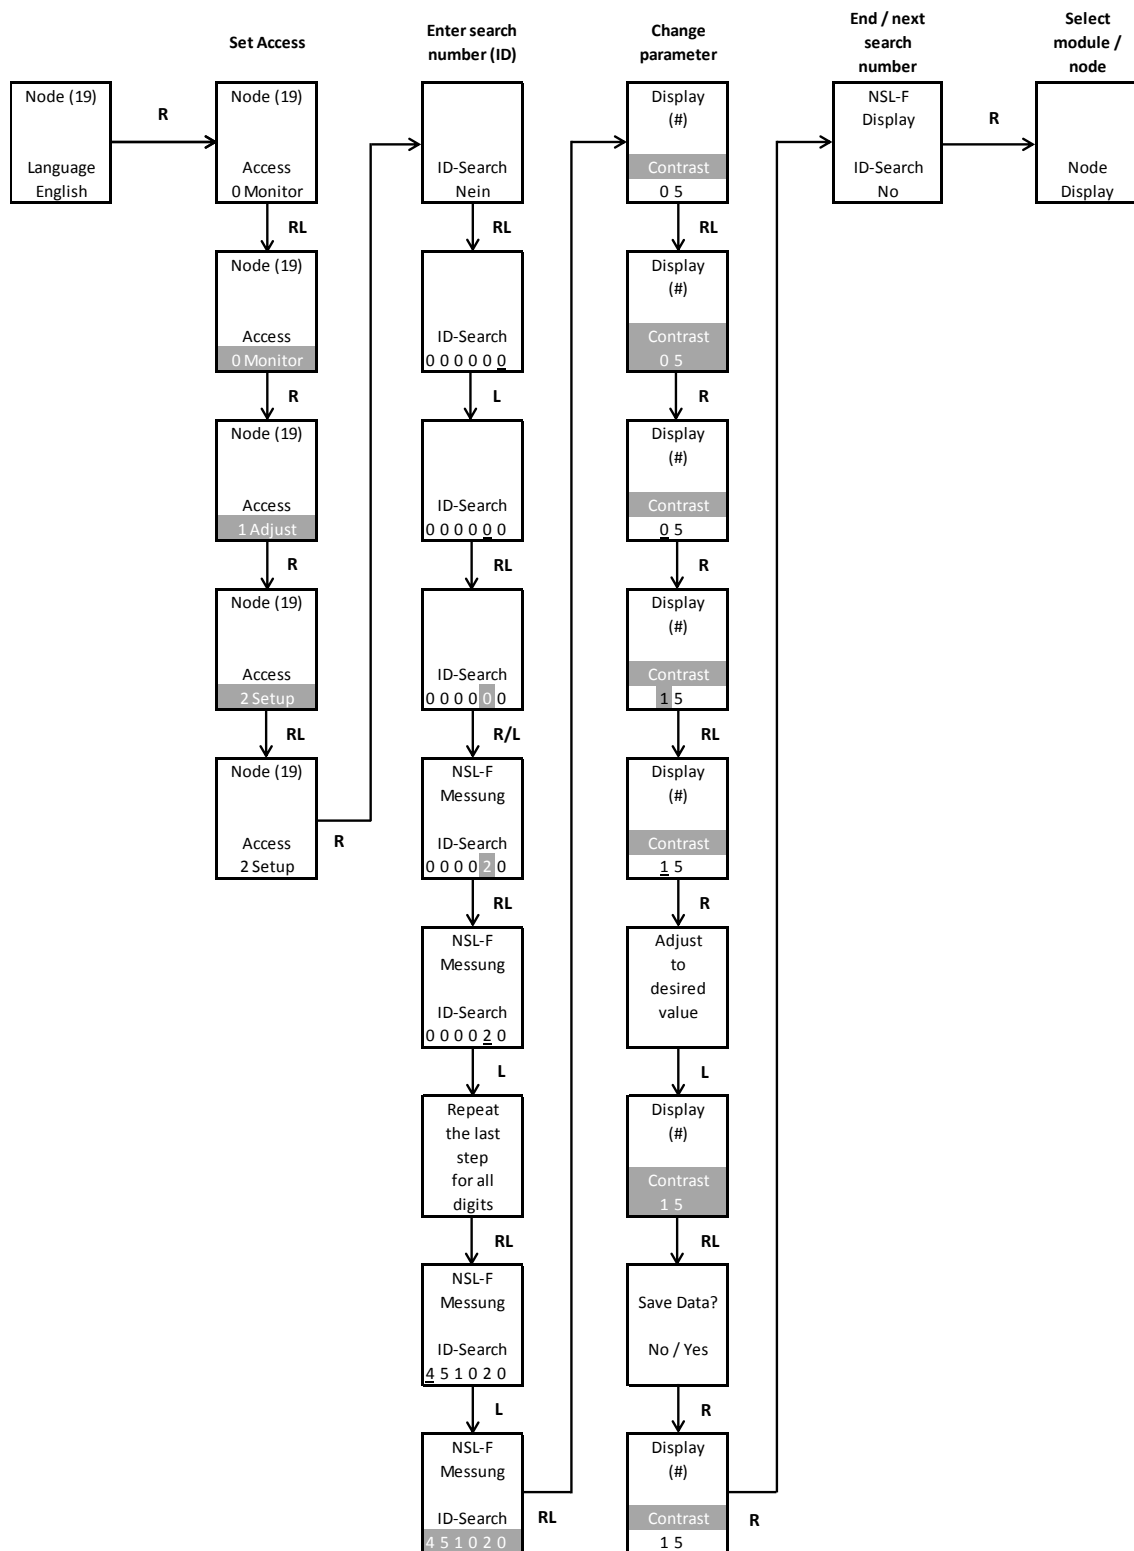 Set Access
Enter search
number (ID)
Change
parameter
End / next
search
number
Select
module /
node
Node (19)
Language
English
R
Node (19)
Access
0 Monitor
RL
Node (19)
Access
0 Monitor
R
Node (19)
Access
1 Adjust
R
Node (19)
Access
2 Setup
RL
Node (19)
Access
2 Setup
R
ID-Search
Nein
RL
ID-Search
0 0 0 0 0 0
L
ID-Search
0 0 0 0 0 0
RL
ID-Search
0 0 0 0 0 0
R/L
NSL-F
Messung
ID-Search
0 0 0 0 2 0
RL
NSL-F
Messung
ID-Search
0 0 0 0 2 0
L
Repeat
the last
step
for all
digits
RL
NSL-F
Messung
ID-Search
4 5 1 0 2 0
L
NSL-F
Messung
ID-Search
4 5 1 0 2 0
RL
Display
(#)
Contrast
0 5
RL
Display
(#)
Contrast
0 5
R
Display
(#)
Contrast
0 5
R
Display
(#)
Contrast
1 5
RL
Display
(#)
Contrast
1 5
R
Adjust
to
desired
value
L
Display
(#)
Contrast
1 5
RL
Save Data?
No / Yes
R
Display
(#)
Contrast
1 5
R
NSL-F
Display
ID-Search
No
R
Node
Display